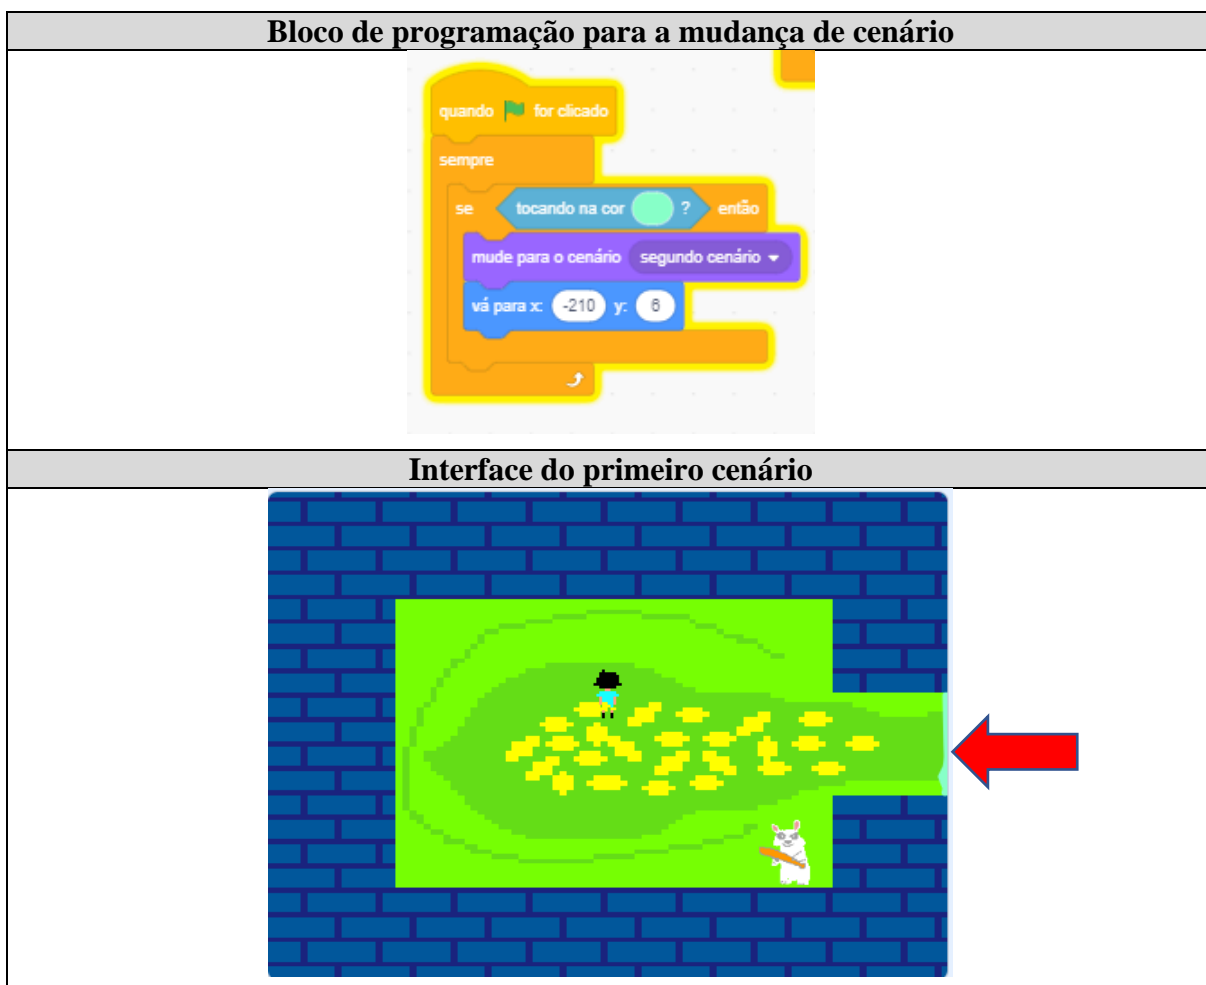 Bloco de programação para a mudança de cenário
quando for clicado
sempre
se tocando na cor ? então
mude para o cenário segundo cenário
vá para x: -210 y: 6
Interface do primeiro cenário